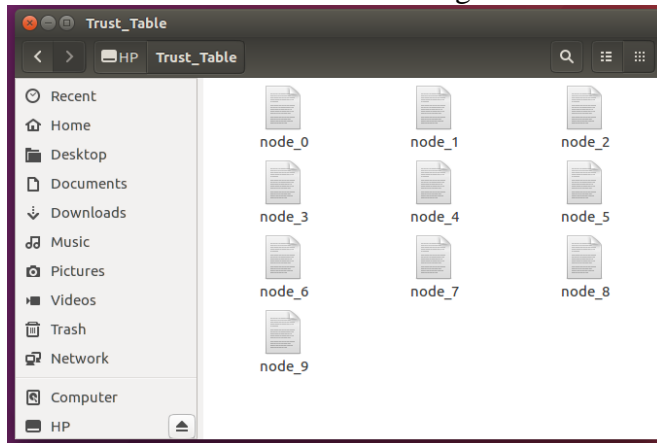 Trust_Table
HP Trust_Table
Recent
Home
Desktop
Documents
Downloads
Music
Pictures
Videos
Trash
Network
Computer
HP
node_0 node_1 node_2
node_3 node_4 node_5
node_6 node_7 node_8
node_9